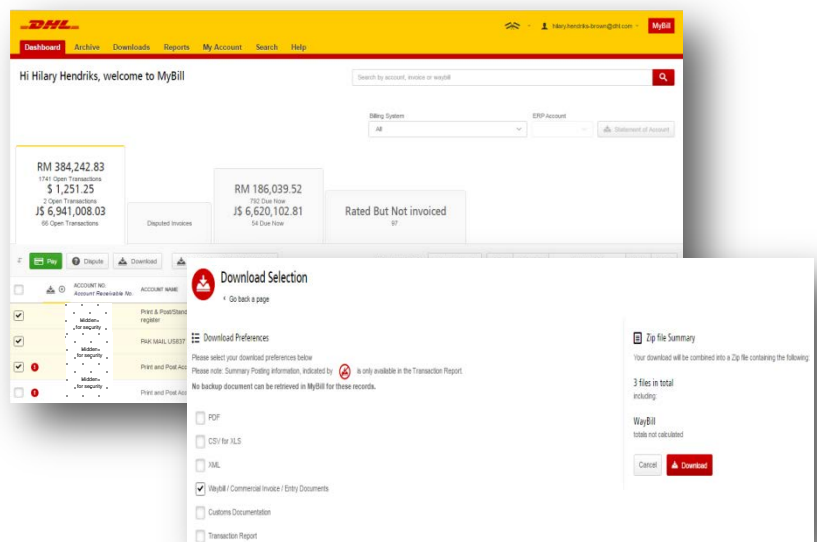 DHL
hilary.hendriks-brown@dhl.com
MyBill
Dashboard Archive Downloads Reports My Account Search Help
Hi Hilary Hendriks, welcome to MyBill
Search by account, invoice or waybill
Billing System
ERP Account
All
Statement of Account
RM 384,242.83
1741 Open Transactions
$ 1,251.25
2 Open Transactions
J$ 6,941,008.03
66 Open Transactions
Disputed Invoices
RM 186,039.52
782 Due Now
J$ 6,620,102.81
54 Due Now
Rated But Not invoiced
97
Pay Dispute Download
ACCOUNT NO.
Account Receivable No.
ACCOUNT NAME
Hidden
for security
Print & Post/Stand
register
Hidden
for security
PAK MAIL US637
Hidden
for security
Print and Post Acc
Hidden
for security
Print and Post Acc
Download Selection
Go back a page
Download Preferences
Please select your download preferences below
Please note: Summary Posting information, indicated by is only available in the Transaction Report
No backup document can be retrieved in MyBill for these records.
PDF
CSV for XLS
XML
Waybill / Commercial Invoice / Entry Documents
Customs Documentation
Transaction Report
Zip file Summary
Your download will be combined into a Zip file containing the following:
3 files in total
including:
WayBill
totals not calculated
Cancel Download